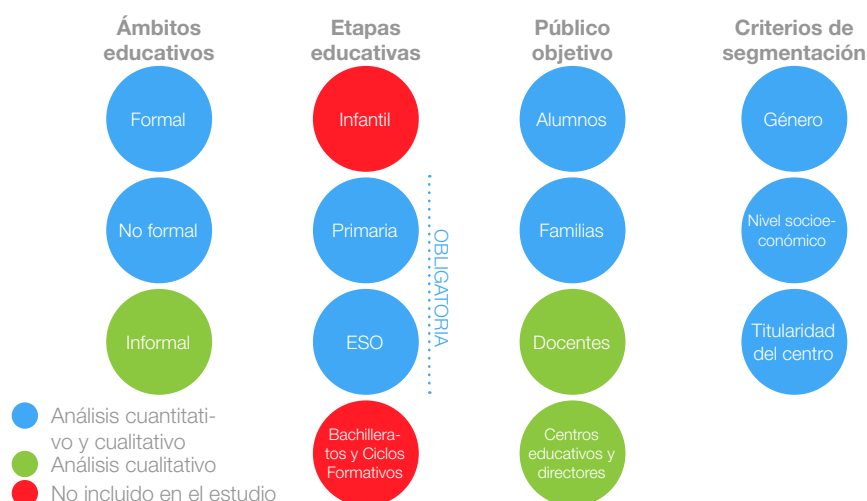 Ámbitos
educativos
Etapas
educativas
Público
objetivo
Criterios de
segmentación
Formal
Infantil
Alumnos
Género
No formal
Primaria
Familias
Nivel socioe-
conómico
OBLIGATORIA
Informal
ESO
Docentes
Titularidad
del centro
Bachillera-
tos y Ciclos
Formativos
Centros
educativos y
directores
Análisis cuantitati-
vo y cualitativo
Análisis cualitativo
No incluido en el estudio